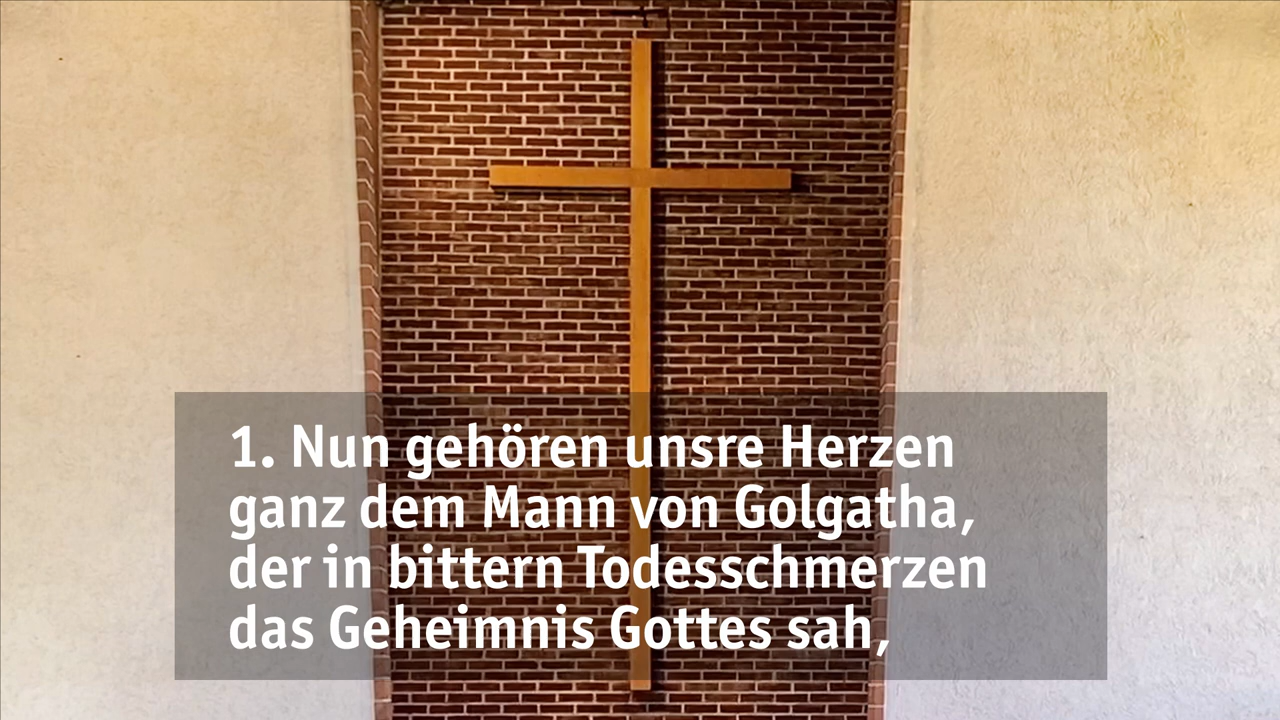 1. Nun gehören unsre Herzen
ganz dem Mann von Golgatha,
der in bittern Todesschmerzen
das Geheimnis Gottes sah,